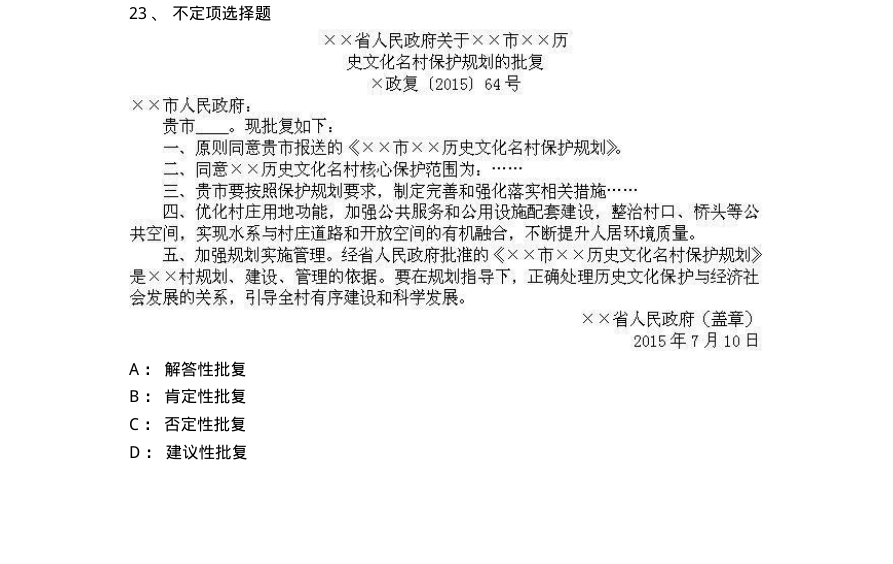 23 、 不定项选择题
××省人民政府关于××市××历
史文化名村保护规划的批复
×政复〔2015〕64 号
××市人民政府：
贵市____。现批复如下：
一、原则同意贵市报送的《××市××历史文化名村保护规划》。
二、同意××历史文化名村核心保护范围为：……
三、贵市要按照保护规划要求，制定完善和强化落实相关措施……
四、优化村庄用地功能，加强公共服务和公用设施配套建设，整治村口、桥头等公
共空间，实现水系与村庄道路和开放空间的有机融合，不断提升人居环境质量。
五、加强规划实施管理。经省人民政府批准的《××市××历史文化名村保护规划》
是××村规划、建设、管理的依据。要在规划指导下，正确处理历史文化保护与经济社
会发展的关系，引导全村有序建设和科学发展。
××省人民政府（盖章）
2015 年 7 月 10 日
A ： 解答性批复
B ： 肯定性批复
C ： 否定性批复
D ： 建议性批复